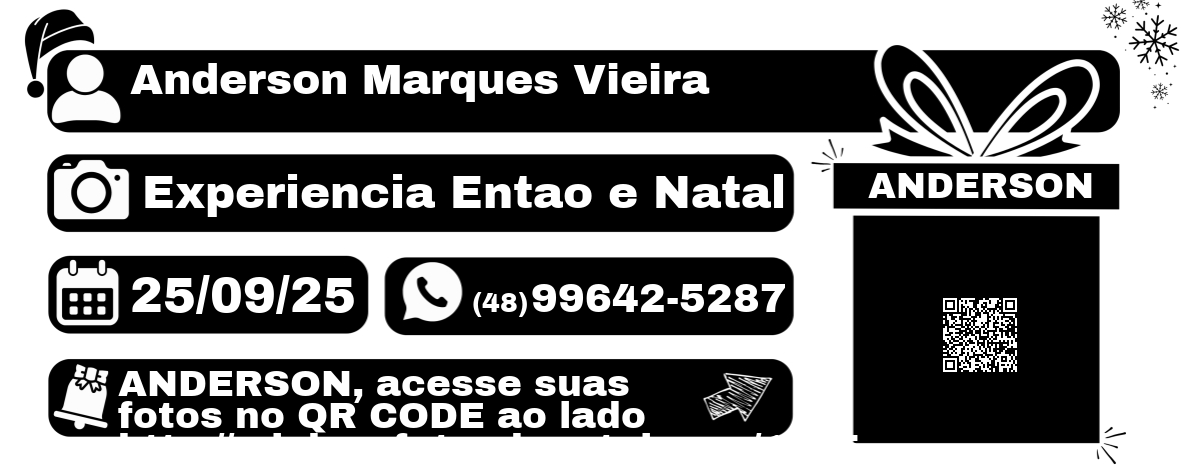 Anderson Marques Vieira
ANDERSON
Experiencia Entao e Natal
25/09/25
(48)99642-5287
ANDERSON, acesse suas
fotos no QR CODE ao lado